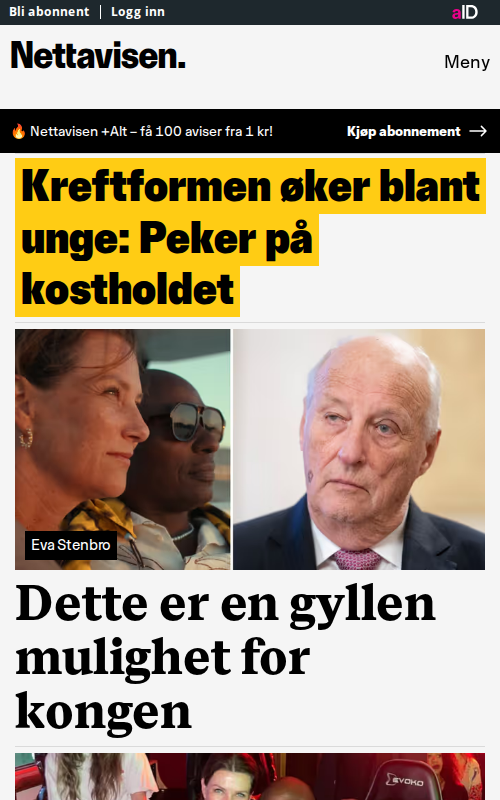 Bli abonnent | Logg inn
aID
Nettavisen.
Meny
🔥 Nettavisen +Alt – få 100 aviser fra 1 kr!
Kjøp abonnement →
Kreftformen øker blant
unge: Peker på
kostholdet
Eva Stenbro
Dette er en gyllen
mulighet for
kongen
EVOKO